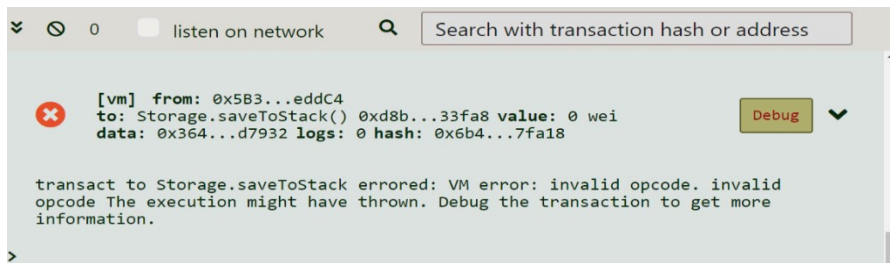 0 listen on network Search with transaction hash or address
[vm] from: 0x5B3...eddC4
to: Storage.saveToStack() 0xd8b...33fa8 value: 0 wei
data: 0x364...d7932 logs: 0 hash: 0x6b4...7fa18
Debug
transact to Storage.saveToStack errored: VM error: invalid opcode. invalid
opcode The execution might have thrown. Debug the transaction to get more
information.
>